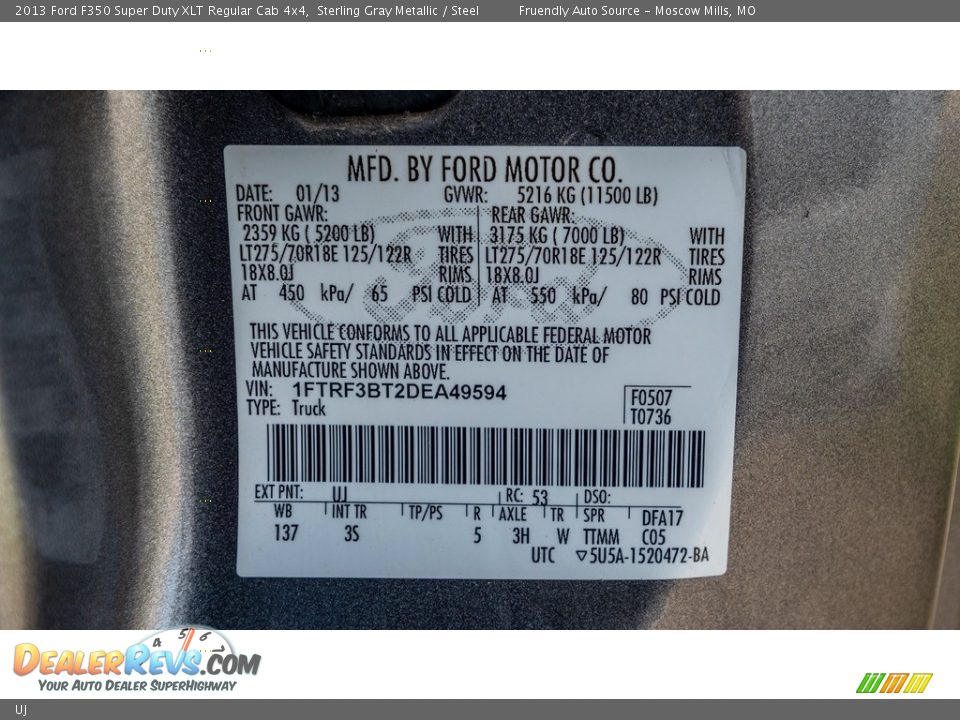 2013 Ford F350 Super Duty XLT Regular Cab 4x4, Sterling Gray Metallic / Steel Fruendly Auto Source - Moscow Mills, MO
MFD. BY FORD MOTOR CO.
DATE: 01/13 GVWR: 5216 KG (11500 LB)
FRONT GAWR: REAR GAWR:
2359 KG ( 5200 LB) WITH 3175 KG ( 7000 LB) WITH
LT275/70R18E 125/122R TIRES LT275/70R18E 125/122R TIRES
18X8.0J RIMS 18X8.0J RIMS
AT 450 kPa/ 65 PSI COLD AT 550 kPa/ 80 PSI COLD
THIS VEHICLE CONFORMS TO ALL APPLICABLE FEDERAL MOTOR
VEHICLE SAFETY STANDARDS IN EFFECT ON THE DATE OF
MANUFACTURE SHOWN ABOVE.
VIN: 1FTRF3BT2DEA49594
TYPE: Truck
F0507
T0736
EXT PNT: UJ RC: 53 DSO:
WB INT TR TP/PS R AXLE TR SPR DFA17
137 3S 5 3H W TTMM C05
UTC ▽5U5A-1520472-BA
4 5 6 7
DealerRevs.com
Your Auto Dealer SuperHighway
UJ